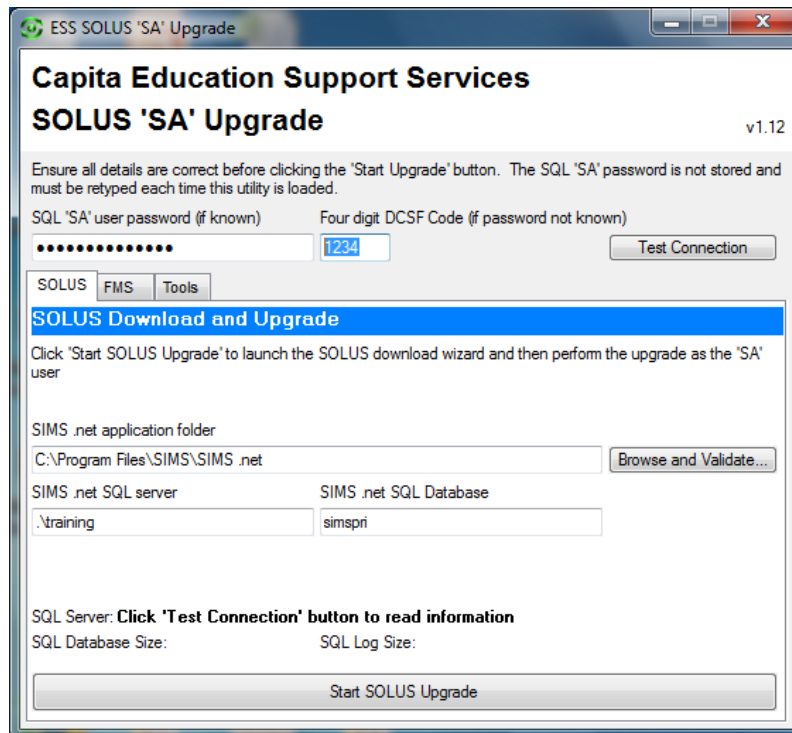 ESS SOLUS 'SA' Upgrade
Capita Education Support Services
SOLUS 'SA' Upgrade
v1.12
Ensure all details are correct before clicking the 'Start Upgrade' button. The SQL 'SA' password is not stored and
must be retyped each time this utility is loaded.
SQL 'SA' user password (if known) Four digit DCSF Code (if password not known)
●●●●●●●●●●●●●● 1234 Test Connection
SOLUS FMS Tools
SOLUS Download and Upgrade
Click 'Start SOLUS Upgrade' to launch the SOLUS download wizard and then perform the upgrade as the 'SA'
user
SIMS .net application folder
C:\Program Files\SIMS\SIMS .net Browse and Validate...
SIMS .net SQL server SIMS .net SQL Database
.\training simspri
SQL Server: Click 'Test Connection' button to read information
SQL Database Size: SQL Log Size:
Start SOLUS Upgrade